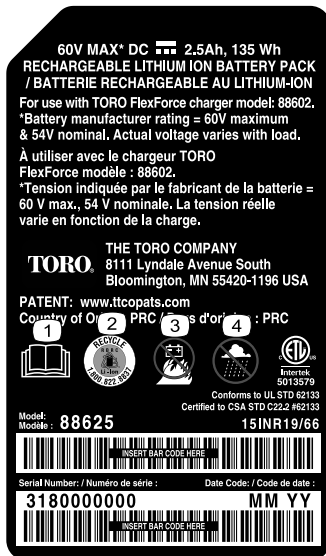 60V MAX* DC 2.5Ah, 135 Wh
RECHARGEABLE LITHIUM ION BATTERY PACK
/ BATTERIE RECHARGEABLE AU LITHIUM-ION
For use with TORO FlexForce charger model: 88602.
*Battery manufacturer rating = 60V maximum
& 54V nominal. Actual voltage varies with load.
À utiliser avec le chargeur TORO
FlexForce modèle : 88602.
*Tension indiquée par le fabricant de la batterie =
60 V max., 54 V nominale. La tension réelle
varie en fonction de la charge.
TORO.
THE TORO COMPANY
8111 Lyndale Avenue South
Bloomington, MN 55420-1196 USA
PATENT: www.ttcopats.com
Country of PRC PRC
1 2 3 4
RECYCLE
Li-Ion
1.800.822.8837
C ETL US
Intertek
5013579
Conforms to UL STD 62133
Certified to CSA STD C22.2 #62133
Model:
Modèle : 88625 15INR19/66
INSERT BAR CODE HERE
Serial Number: / Numéro de série : Date Code: / Code de date :
3180000000 MM YY
INSERT BAR CODE HERE